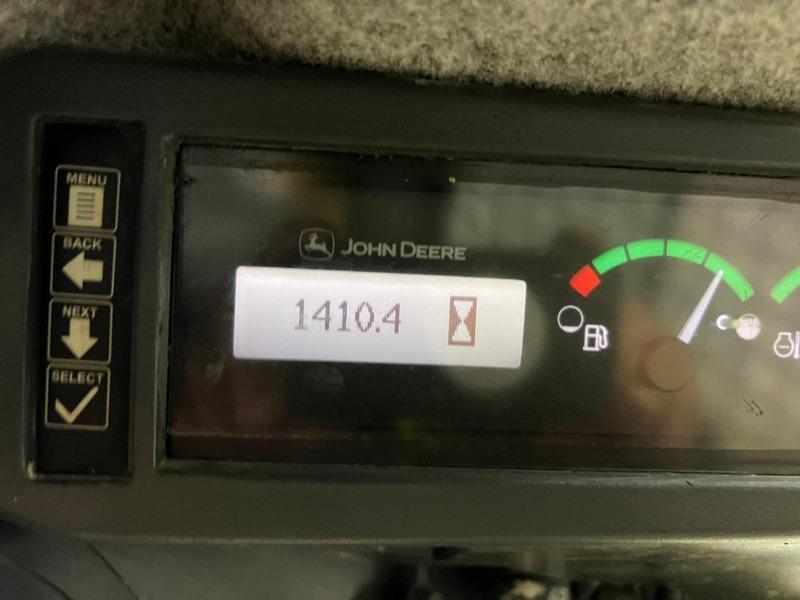 MENU
BACK
NEXT
SELECT
JOHN DEERE
1410.4